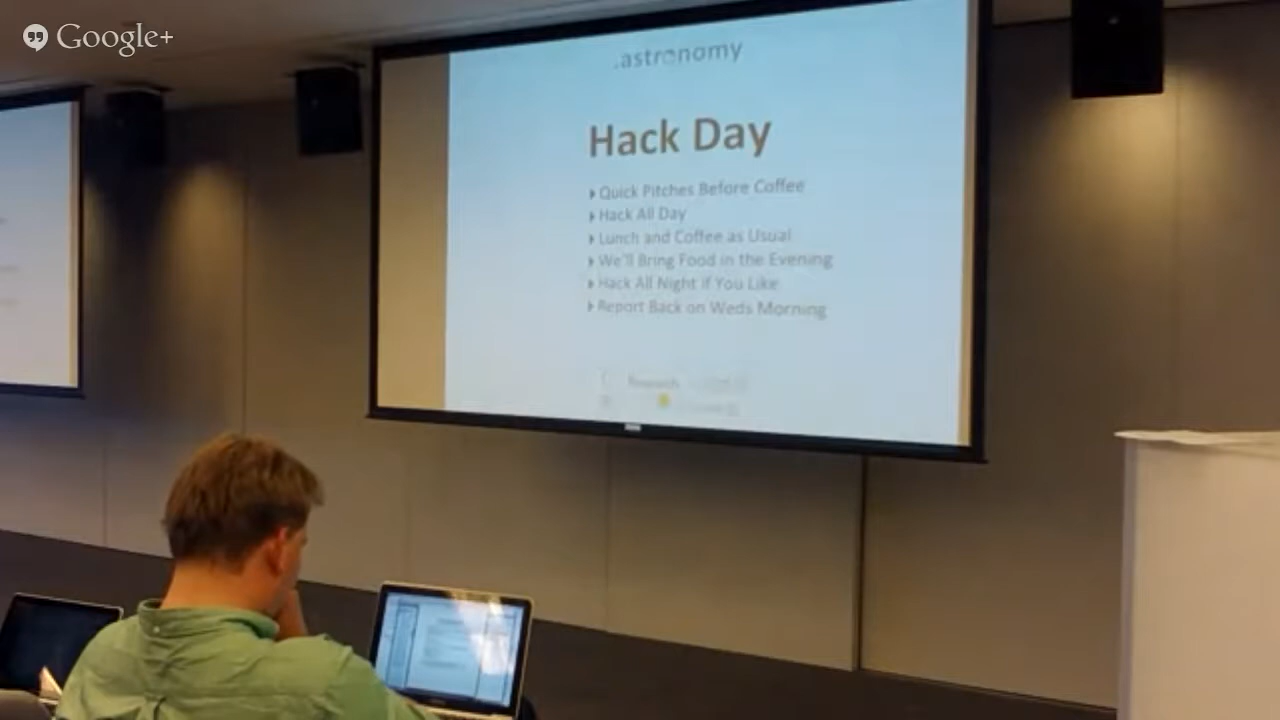 Google+
.astronomy
Hack Day
Quick Pitches Before Coffee
Hack All Day
Lunch and Coffee as Usual
We'll Bring Food in the Evening
Hack All Night if You Like
Report Back on Weds Morning